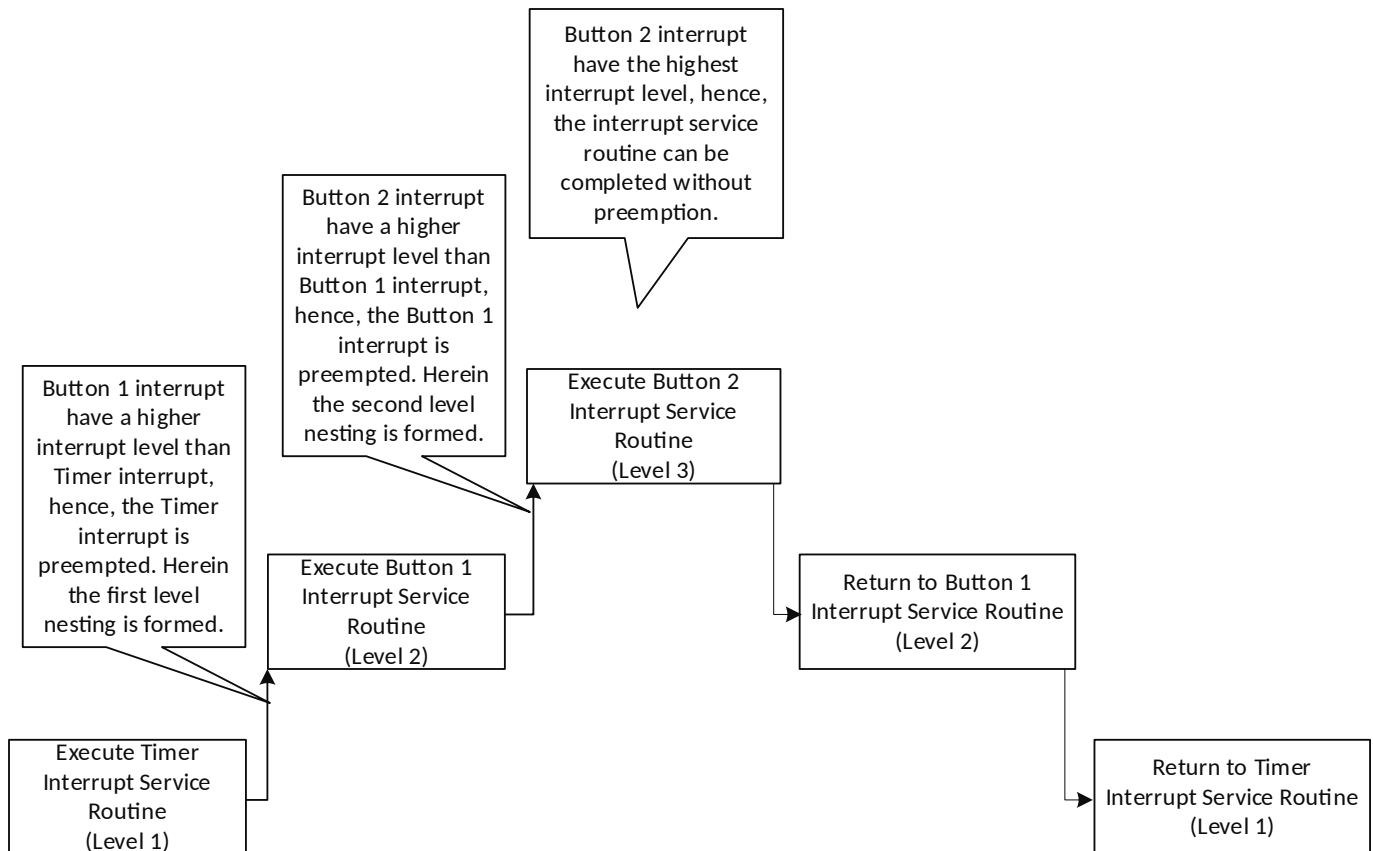 Button 2 interrupt
have the highest
interrupt level, hence,
the interrupt service
routine can be
completed without
preemption.
Button 2 interrupt
have a higher
interrupt level than
Button 1 interrupt,
hence, the Button 1
interrupt is
preempted. Herein
the second level
nesting is formed.
Button 1 interrupt
have a higher
interrupt level than
Timer interrupt,
hence, the Timer
interrupt is
preempted. Herein
the first level
nesting is formed.
Execute Button 2
Interrupt Service
Routine
(Level 3)
Execute Button 1
Interrupt Service
Routine
(Level 2)
Return to Button 1
Interrupt Service Routine
(Level 2)
Execute Timer
Interrupt Service
Routine
(Level 1)
Return to Timer
Interrupt Service Routine
(Level 1)